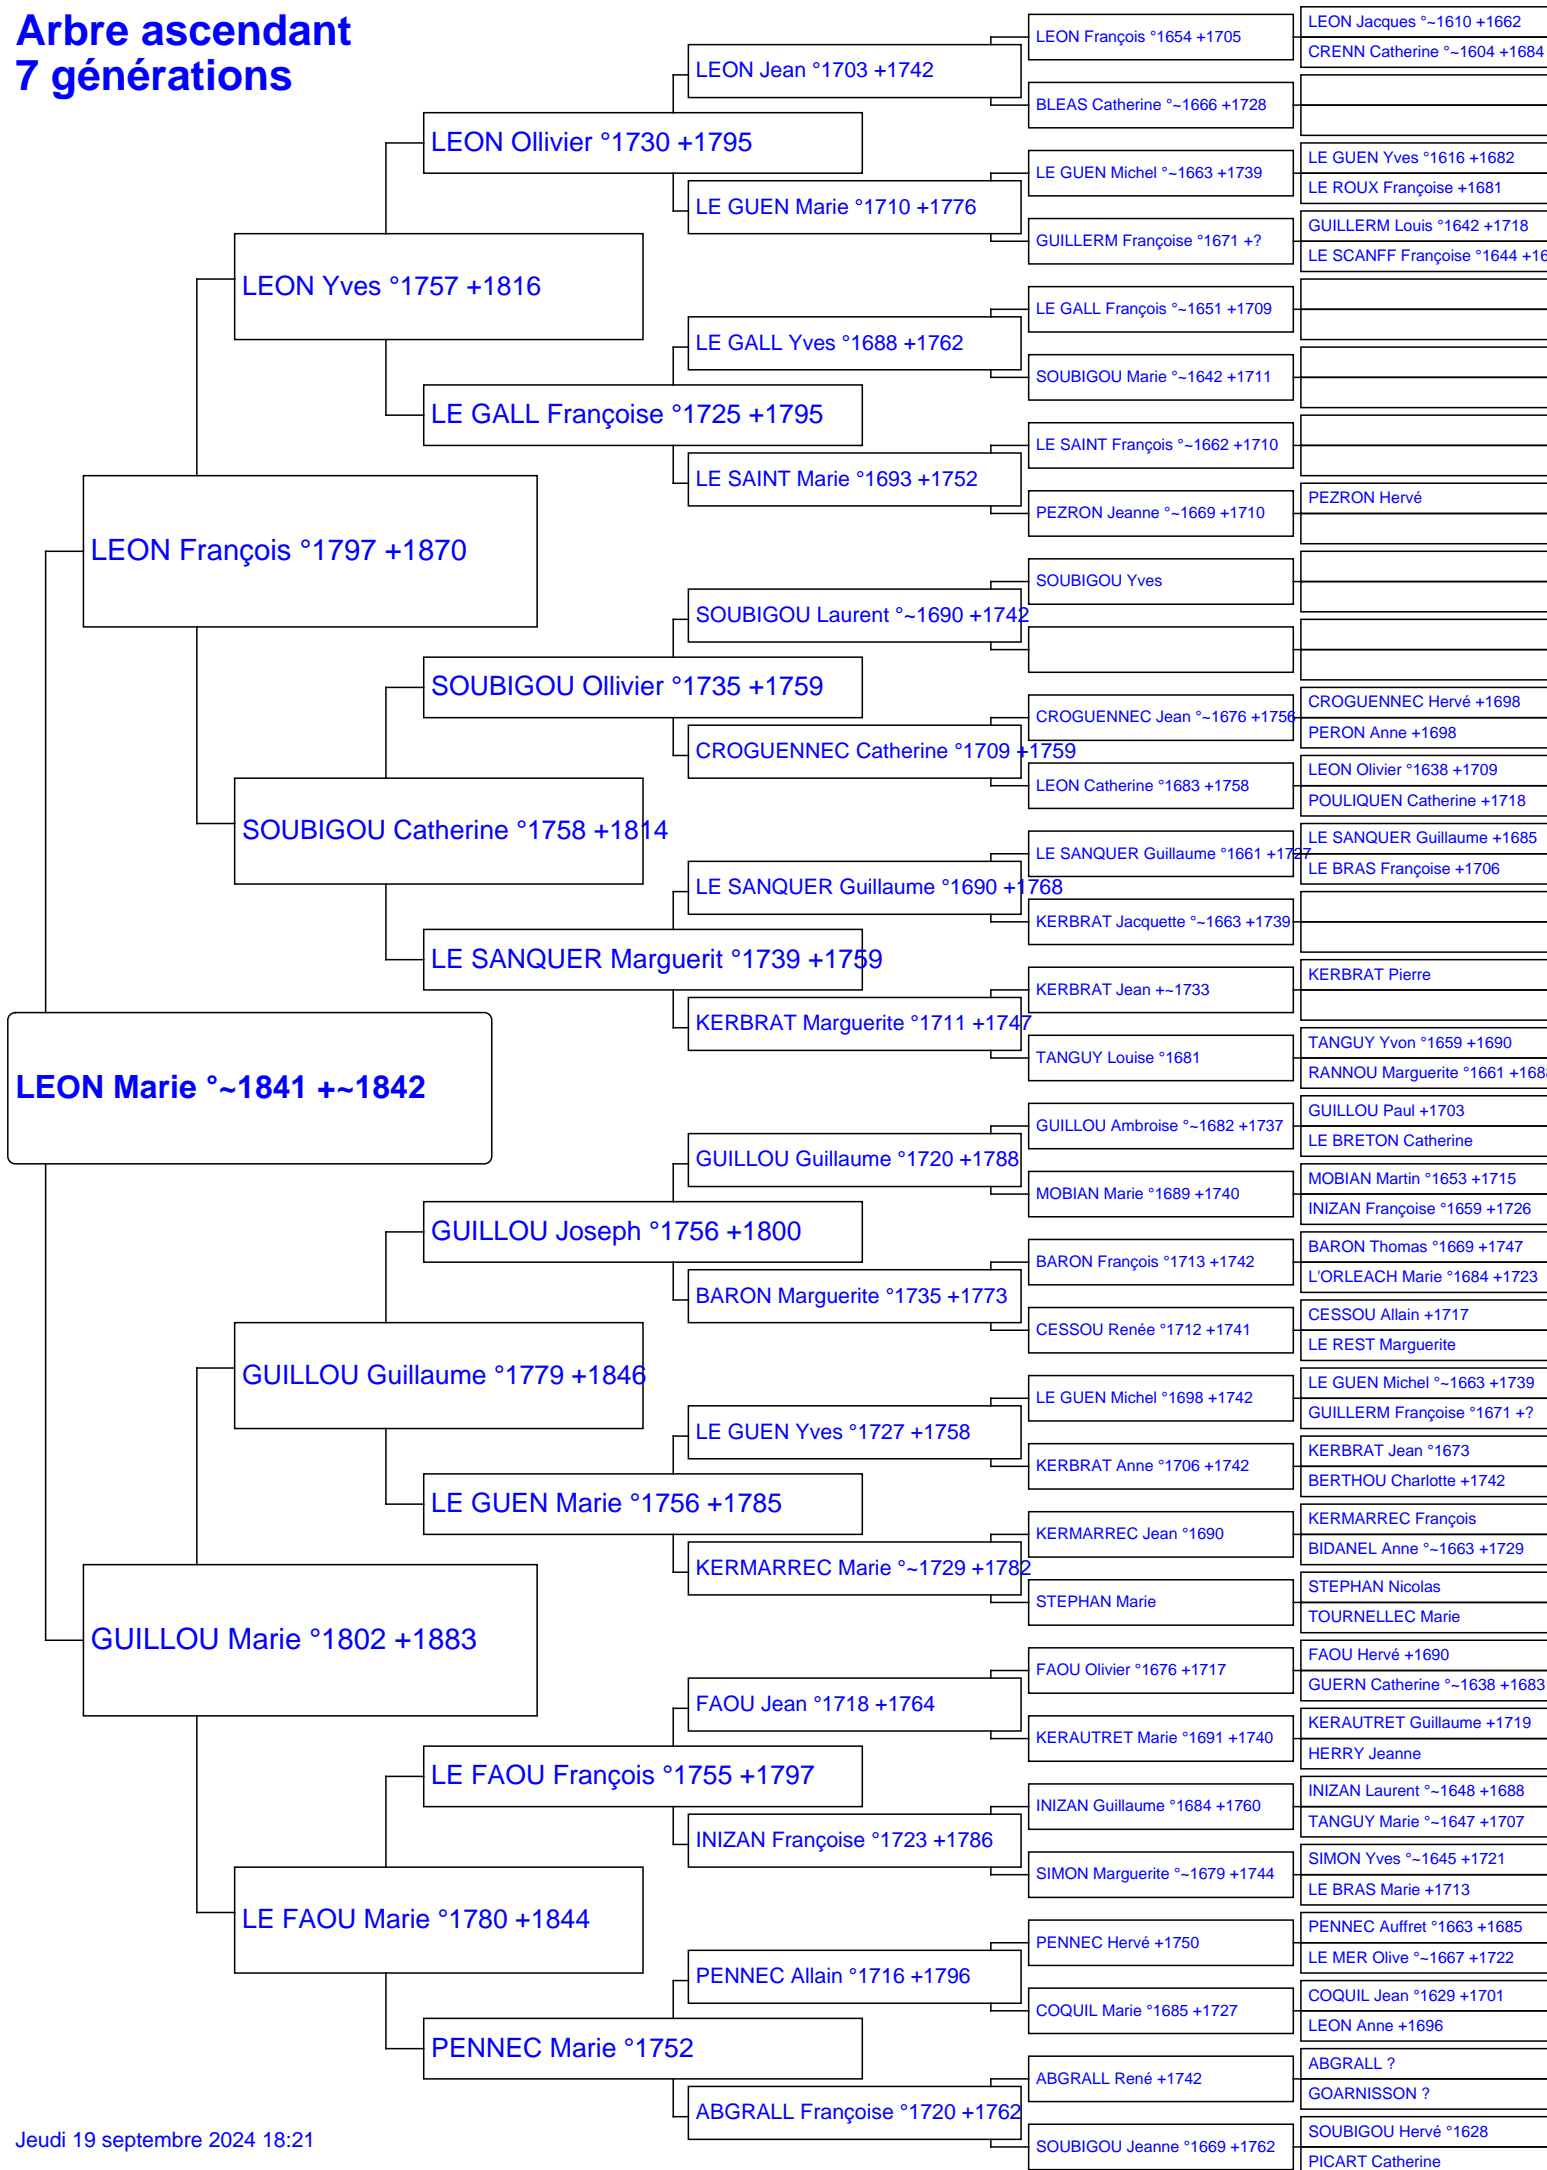 Arbre ascendant
7 générations
LEON Marie °~1841 +~1842
LEON François °1797 +1870
GUILLOU Marie °1802 +1883
LEON Yves °1757 +1816
SOUBIGOU Catherine °1758 +1814
GUILLOU Guillaume °1779 +1846
LE FAOU Marie °1780 +1844
LEON Ollivier °1730 +1795
LE GALL Françoise °1725 +1795
SOUBIGOU Ollivier °1735 +1759
LE SANQUER Marguerit °1739 +1759
GUILLOU Joseph °1756 +1800
LE GUEN Marie °1756 +1785
LE FAOU François °1755 +1797
PENNEC Marie °1752
LEON Jean °1703 +1742
LE GUEN Marie °1710 +1776
LE GALL Yves °1688 +1762
LE SAINT Marie °1693 +1752
SOUBIGOU Laurent °~1690 +1742
CROGUENNEC Catherine °1709 +1759
LE SANQUER Guillaume °1690 +1768
KERBRAT Marguerite °1711 +1747
GUILLOU Guillaume °1720 +1788
BARON Marguerite °1735 +1773
LE GUEN Yves °1727 +1758
KERMARREC Marie °~1729 +1782
FAOU Jean °1718 +1764
INIZAN Françoise °1723 +1786
PENNEC Allain °1716 +1796
ABGRALL Françoise °1720 +1762
LEON François °1654 +1705
BLEAS Catherine °~1666 +1728
LE GUEN Michel °~1663 +1739
GUILLERM Françoise °1671 +?
LE GALL François °~1651 +1709
SOUBIGOU Marie °~1642 +1711
LE SAINT François °~1662 +1710
PEZRON Jeanne °~1669 +1710
SOUBIGOU Yves
CROGUENNEC Jean °~1676 +1756
LEON Catherine °1683 +1758
LE SANQUER Guillaume °1661 +1727
KERBRAT Jacquette °~1663 +1739
KERBRAT Jean +~1733
TANGUY Louise °1681
GUILLOU Ambroise °~1682 +1737
MOBIAN Marie °1689 +1740
BARON François °1713 +1742
CESSOU Renée °1712 +1741
LE GUEN Michel °1698 +1742
KERBRAT Anne °1706 +1742
KERMARREC Jean °1690
STEPHAN Marie
FAOU Olivier °1676 +1717
KERAUTRET Marie °1691 +1740
INIZAN Guillaume °1684 +1760
SIMON Marguerite °~1679 +1744
PENNEC Hervé +1750
COQUIL Marie °1685 +1727
ABGRALL René +1742
SOUBIGOU Jeanne °1669 +1762
LEON Jacques °~1610 +1662
CRENN Catherine °~1604 +1684
LE GUEN Yves °1616 +1682
LE ROUX Françoise +1681
GUILLERM Louis °1642 +1718
LE SCANFF Françoise °1644 +16
PEZRON Hervé
CROGUENNEC Hervé +1698
PERON Anne +1698
LEON Olivier °1638 +1709
POULIQUEN Catherine +1718
LE SANQUER Guillaume +1685
LE BRAS Françoise +1706
KERBRAT Pierre
TANGUY Yvon °1659 +1690
RANNOU Marguerite °1661 +168
GUILLOU Paul +1703
LE BRETON Catherine
MOBIAN Martin °1653 +1715
INIZAN Françoise °1659 +1726
BARON Thomas °1669 +1747
L'ORLEACH Marie °1684 +1723
CESSOU Allain +1717
LE REST Marguerite
LE GUEN Michel °~1663 +1739
GUILLERM Françoise °1671 +?
KERBRAT Jean °1673
BERTHOU Charlotte +1742
KERMARREC François
BIDANEL Anne °~1663 +1729
STEPHAN Nicolas
TOURNELLEC Marie
FAOU Hervé +1690
GUERN Catherine °~1638 +1683
KERAUTRET Guillaume +1719
HERRY Jeanne
INIZAN Laurent °~1648 +1688
TANGUY Marie °~1647 +1707
SIMON Yves °~1645 +1721
LE BRAS Marie +1713
PENNEC Auffret °1663 +1685
LE MER Olive °~1667 +1722
COQUIL Jean °1629 +1701
LEON Anne +1696
ABGRALL ?
GOARNISSON ?
SOUBIGOU Hervé °1628
PICART Catherine
Jeudi 19 septembre 2024 18:21